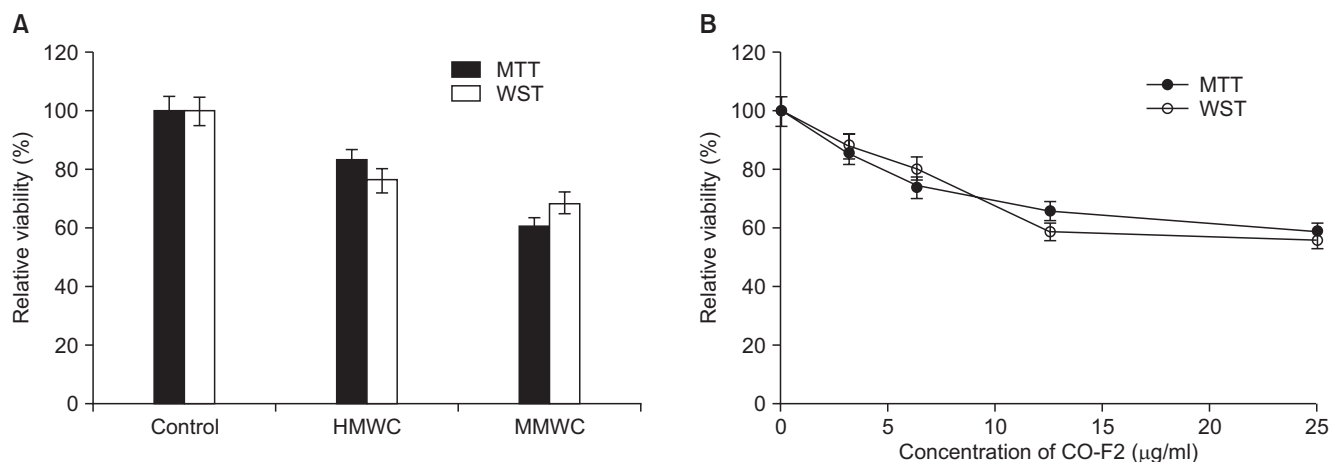 A
Relative viability (%)
120
100
80
60
40
20
0
MTT
WST
Control HMWC MMWC
B
Relative viability (%)
120
100
80
60
40
20
0
MTT
WST
0 5 10 15 20 25
Concentration of CO-F2 (μg/ml)